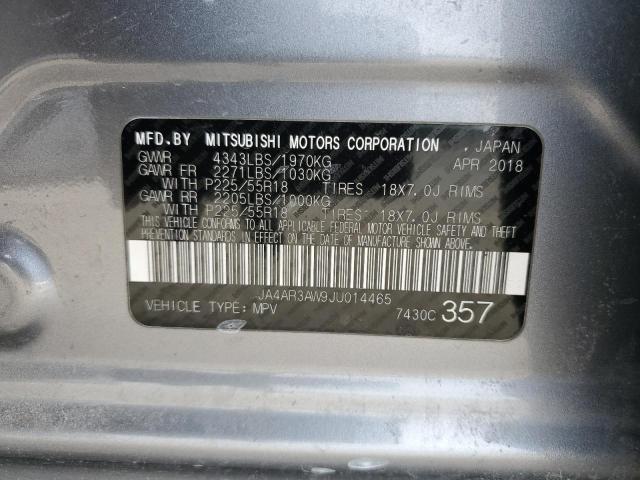 MFD.BY MITSUBISHI MOTORS CORPORATION . JAPAN
GVWR 4343LBS/1970KG APR 2018
GAWR FR 2271LBS/1030KG
WITH P225/55R18 TIRES 18X7.0J RIMS
GAWR RR 2205LBS/1000KG
WITH P225/55R18 TIRES 18X7.0J RIMS
THIS VEHICLE CONFORMS TO ALL APPLICABLE FEDERAL MOTOR VEHICLE SAFETY AND THEFT
PREVENTION STANDARDS IN EFFECT ON THE DATE OF MANUFACTURE SHOWN ABOVE.
JA4AR3AW9JU014465
VEHICLE TYPE: MPV 7430C 357